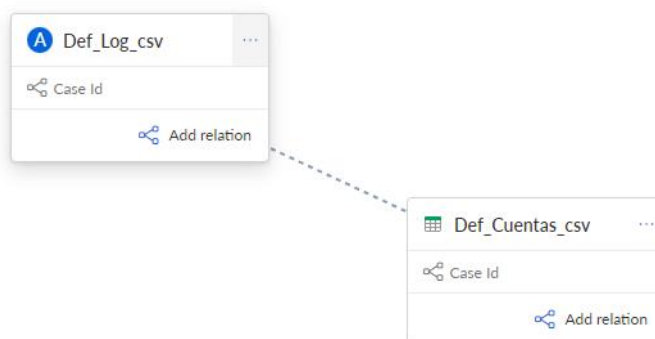 A Def_Log_csv ...
Case Id
Add relation
Def_Cuentas_csv ...
Case Id
Add relation